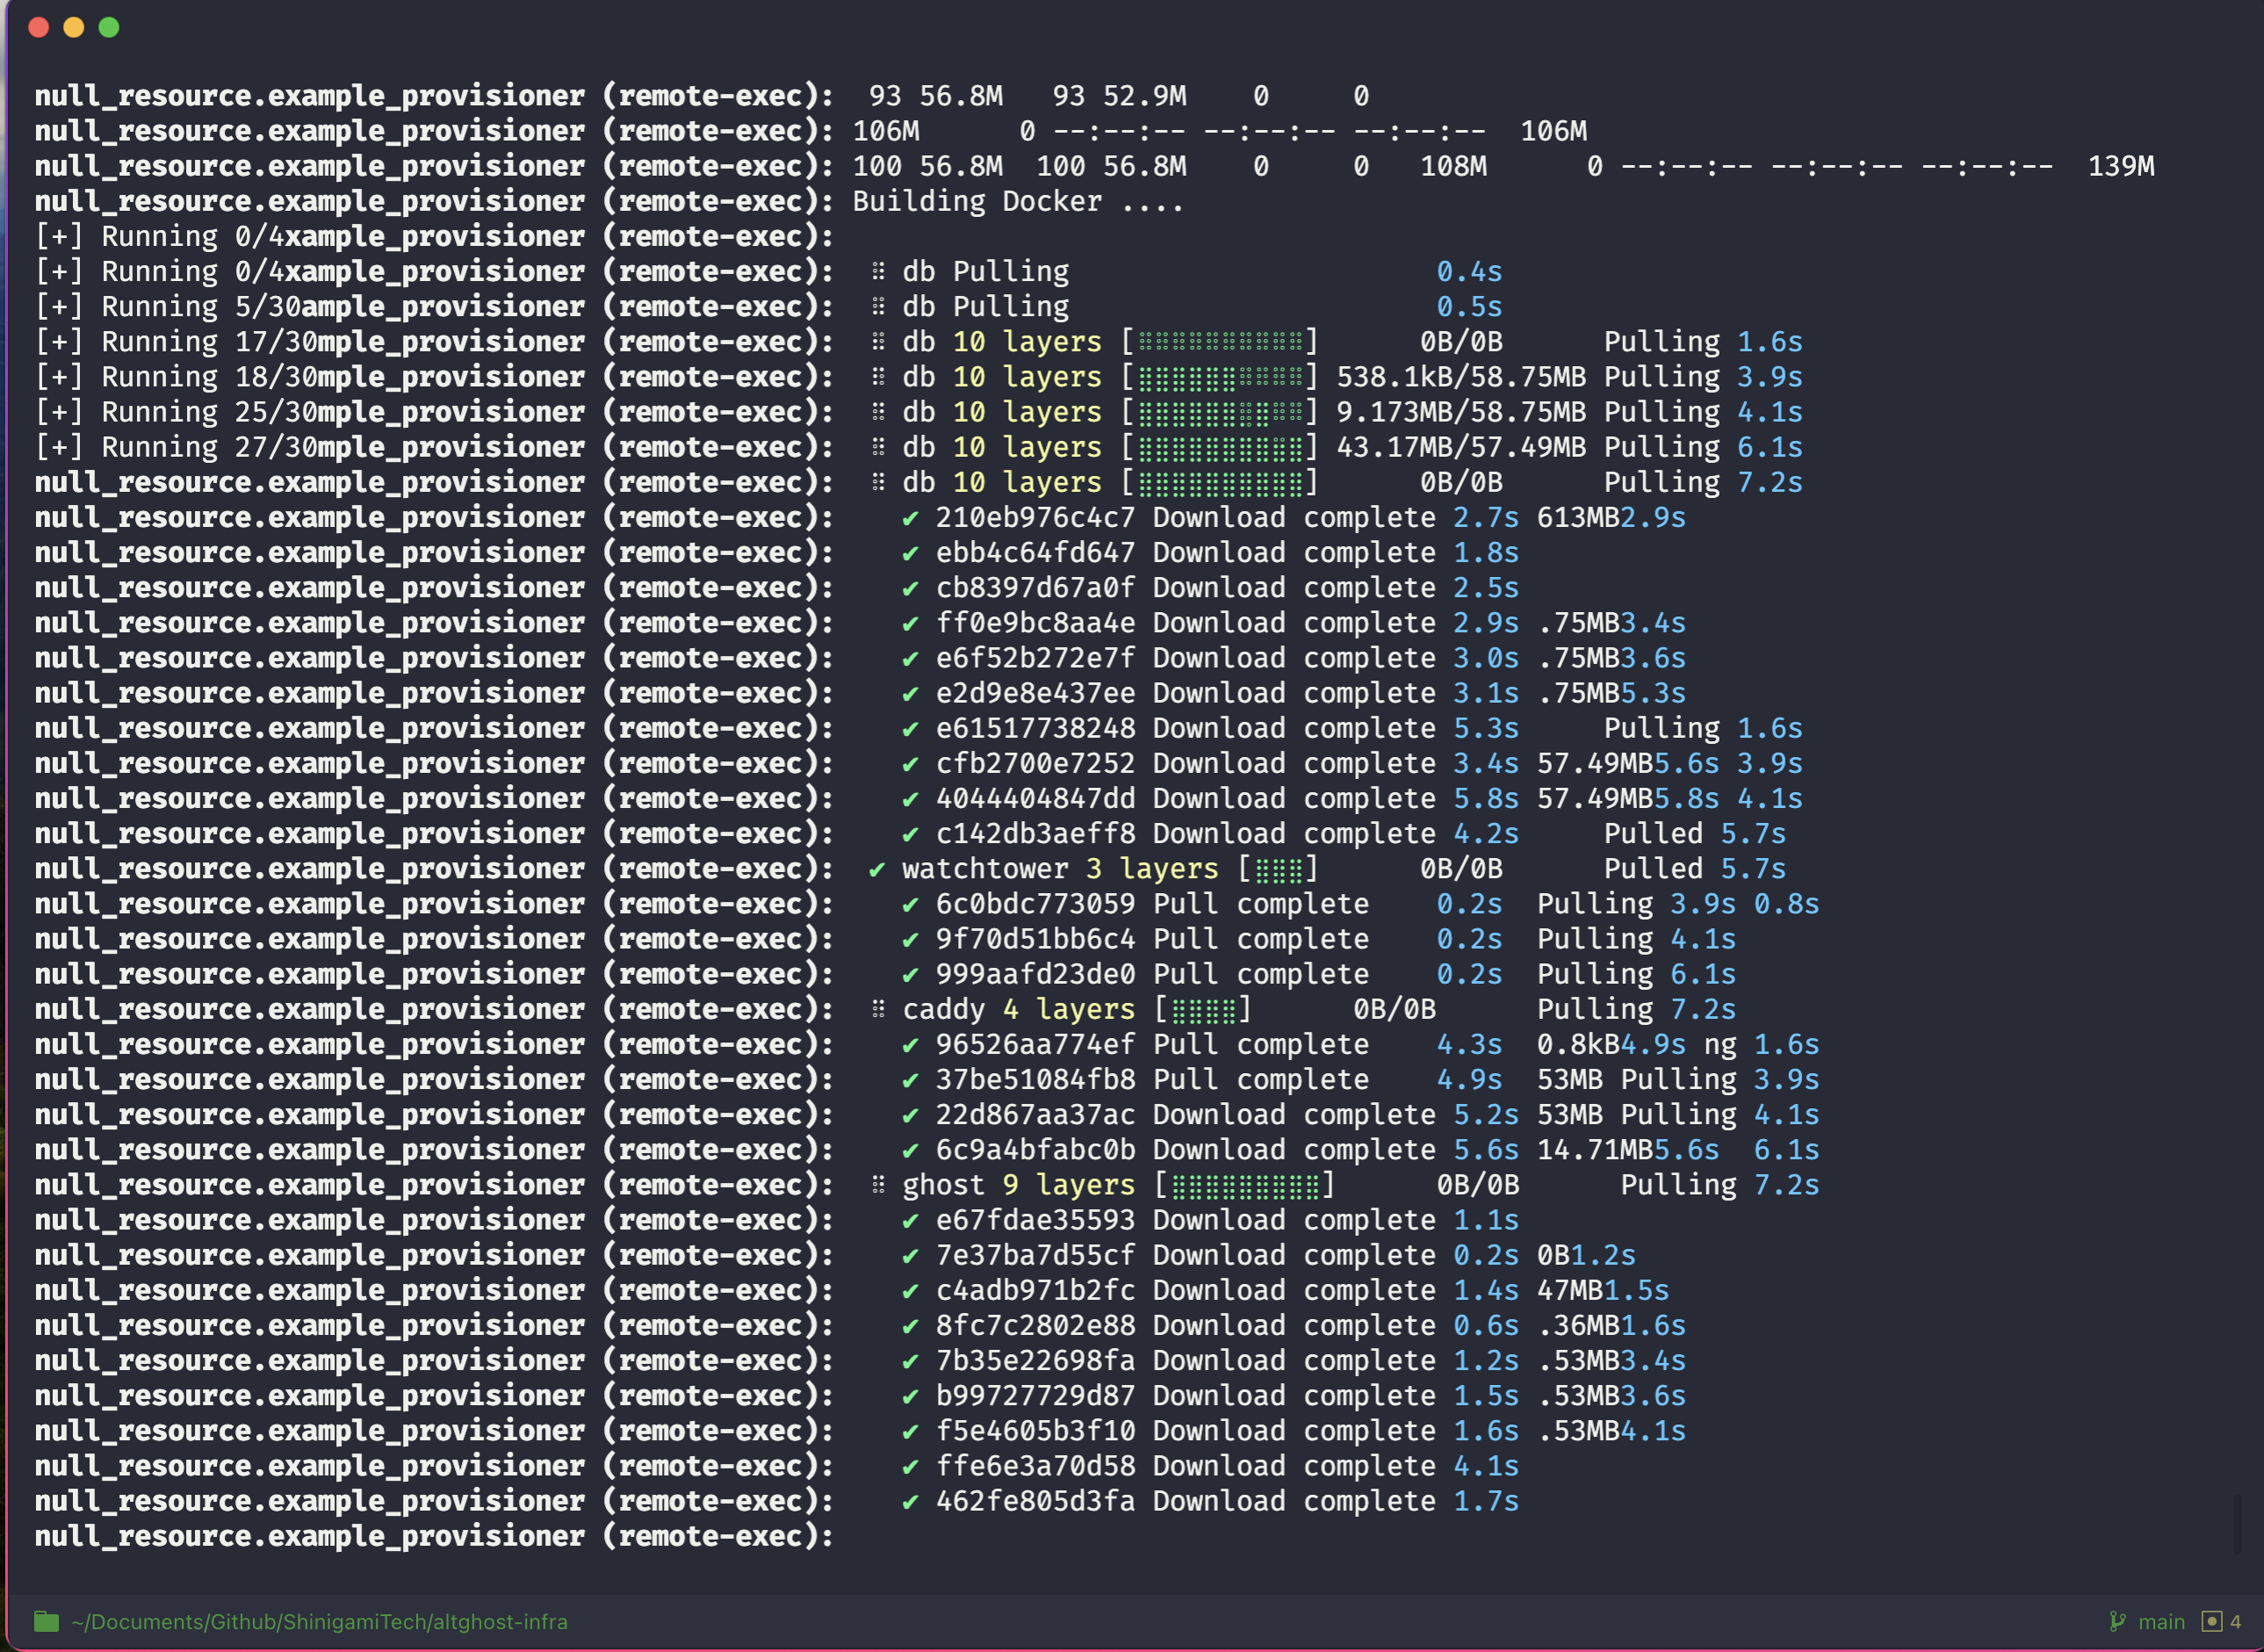 null_resource.example_provisioner (remote-exec):  93 56.8M   93 52.9M    0     0
null_resource.example_provisioner (remote-exec): 106M      0 --:--:-- --:--:-- --:--:--  106M
null_resource.example_provisioner (remote-exec): 100 56.8M  100 56.8M    0     0   108M      0 --:--:-- --:--:-- --:--:--  139M
null_resource.example_provisioner (remote-exec): Building Docker ....
[+] Running 0/4xample_provisioner (remote-exec):
[+] Running 0/4xample_provisioner (remote-exec):  ⠿ db Pulling                      0.4s
[+] Running 5/30ample_provisioner (remote-exec):  ⠿ db Pulling                      0.5s
[+] Running 17/30mple_provisioner (remote-exec):  ⠿ db 10 layers [⠿⠿⠿⠿⠿⠿⠿⠿⠿⠿]      0B/0B      Pulling 1.6s
[+] Running 18/30mple_provisioner (remote-exec):  ⠿ db 10 layers [⣿⣿⣿⣿⣿⣿⠿⠿⠿⠿] 538.1kB/58.75MB Pulling 3.9s
[+] Running 25/30mple_provisioner (remote-exec):  ⠿ db 10 layers [⣿⣿⣿⣿⣿⣿⠿⣿⠿⠿] 9.173MB/58.75MB Pulling 4.1s
[+] Running 27/30mple_provisioner (remote-exec):  ⠿ db 10 layers [⣿⣿⣿⣿⣿⣿⣿⣿⣿⣿] 43.17MB/57.49MB Pulling 6.1s
null_resource.example_provisioner (remote-exec):  ⠿ db 10 layers [⣿⣿⣿⣿⣿⣿⣿⣿⣿⣿]      0B/0B      Pulling 7.2s
null_resource.example_provisioner (remote-exec):    ✔ 210eb976c4c7 Download complete 2.7s 613MB2.9s
null_resource.example_provisioner (remote-exec):    ✔ ebb4c64fd647 Download complete 1.8s
null_resource.example_provisioner (remote-exec):    ✔ cb8397d67a0f Download complete 2.5s
null_resource.example_provisioner (remote-exec):    ✔ ff0e9bc8aa4e Download complete 2.9s .75MB3.4s
null_resource.example_provisioner (remote-exec):    ✔ e6f52b272e7f Download complete 3.0s .75MB3.6s
null_resource.example_provisioner (remote-exec):    ✔ e2d9e8e437ee Download complete 3.1s .75MB5.3s
null_resource.example_provisioner (remote-exec):    ✔ e61517738248 Download complete 5.3s     Pulling 1.6s
null_resource.example_provisioner (remote-exec):    ✔ cfb2700e7252 Download complete 3.4s 57.49MB5.6s 3.9s
null_resource.example_provisioner (remote-exec):    ✔ 4044404847dd Download complete 5.8s 57.49MB5.8s 4.1s
null_resource.example_provisioner (remote-exec):    ✔ c142db3aeff8 Download complete 4.2s     Pulled 5.7s
null_resource.example_provisioner (remote-exec):  ✔ watchtower 3 layers [⣿⣿⣿]      0B/0B      Pulled 5.7s
null_resource.example_provisioner (remote-exec):    ✔ 6c0bdc773059 Pull complete    0.2s  Pulling 3.9s 0.8s
null_resource.example_provisioner (remote-exec):    ✔ 9f70d51bb6c4 Pull complete    0.2s  Pulling 4.1s
null_resource.example_provisioner (remote-exec):    ✔ 999aafd23de0 Pull complete    0.2s  Pulling 6.1s
null_resource.example_provisioner (remote-exec):  ⠿ caddy 4 layers [⣿⣿⣿⣿]      0B/0B      Pulling 7.2s
null_resource.example_provisioner (remote-exec):    ✔ 96526aa774ef Pull complete    4.3s  0.8kB4.9s ng 1.6s
null_resource.example_provisioner (remote-exec):    ✔ 37be51084fb8 Pull complete    4.9s  53MB Pulling 3.9s
null_resource.example_provisioner (remote-exec):    ✔ 22d867aa37ac Download complete 5.2s 53MB Pulling 4.1s
null_resource.example_provisioner (remote-exec):    ✔ 6c9a4bfabc0b Download complete 5.6s 14.71MB5.6s  6.1s
null_resource.example_provisioner (remote-exec):  ⠿ ghost 9 layers [⣿⣿⣿⣿⣿⣿⣿⣿⣿]      0B/0B      Pulling 7.2s
null_resource.example_provisioner (remote-exec):    ✔ e67fdae35593 Download complete 1.1s
null_resource.example_provisioner (remote-exec):    ✔ 7e37ba7d55cf Download complete 0.2s 0B1.2s
null_resource.example_provisioner (remote-exec):    ✔ c4adb971b2fc Download complete 1.4s 47MB1.5s
null_resource.example_provisioner (remote-exec):    ✔ 8fc7c2802e88 Download complete 0.6s .36MB1.6s
null_resource.example_provisioner (remote-exec):    ✔ 7b35e22698fa Download complete 1.2s .53MB3.4s
null_resource.example_provisioner (remote-exec):    ✔ b99727729d87 Download complete 1.5s .53MB3.6s
null_resource.example_provisioner (remote-exec):    ✔ f5e4605b3f10 Download complete 1.6s .53MB4.1s
null_resource.example_provisioner (remote-exec):    ✔ ffe6e3a70d58 Download complete 4.1s
null_resource.example_provisioner (remote-exec):    ✔ 462fe805d3fa Download complete 1.7s
null_resource.example_provisioner (remote-exec):
~/Documents/Github/ShinigamiTech/altghost-infra main 4